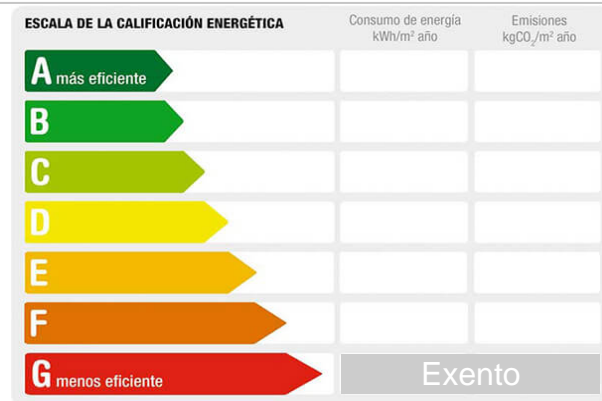 ESCALA DE LA CALIFICACIÓN ENERGÉTICA
Consumo de energía
kWh/m² año
Emisiones
kgCO₂/m² año
A más eficiente
B
C
D
E
F
G menos eficiente
Exento